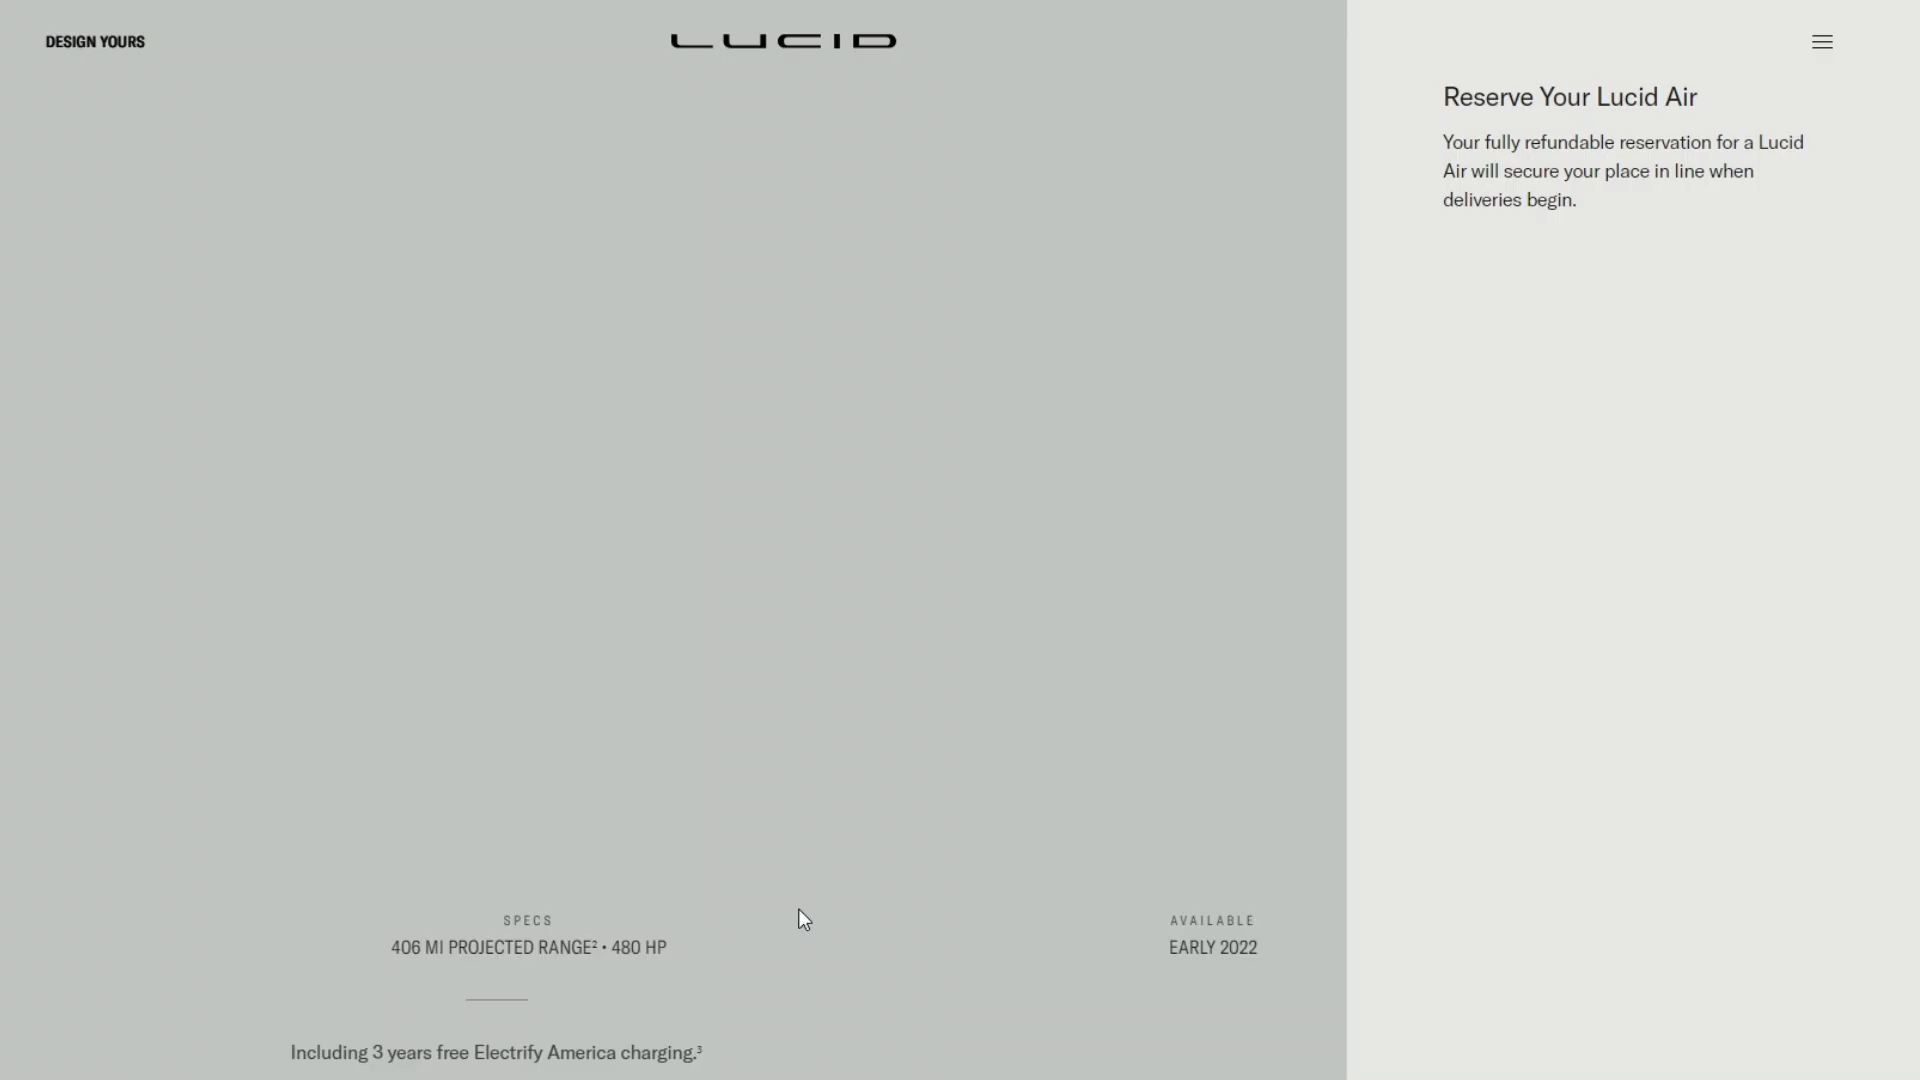 DESIGN YOURS
LUCID
Reserve Your Lucid Air
Your fully refundable reservation for a Lucid
Air will secure your place in line when
deliveries begin.
SPECS
406 MI PROJECTED RANGE² • 480 HP
AVAILABLE
EARLY 2022
Including 3 years free Electrify America charging.³